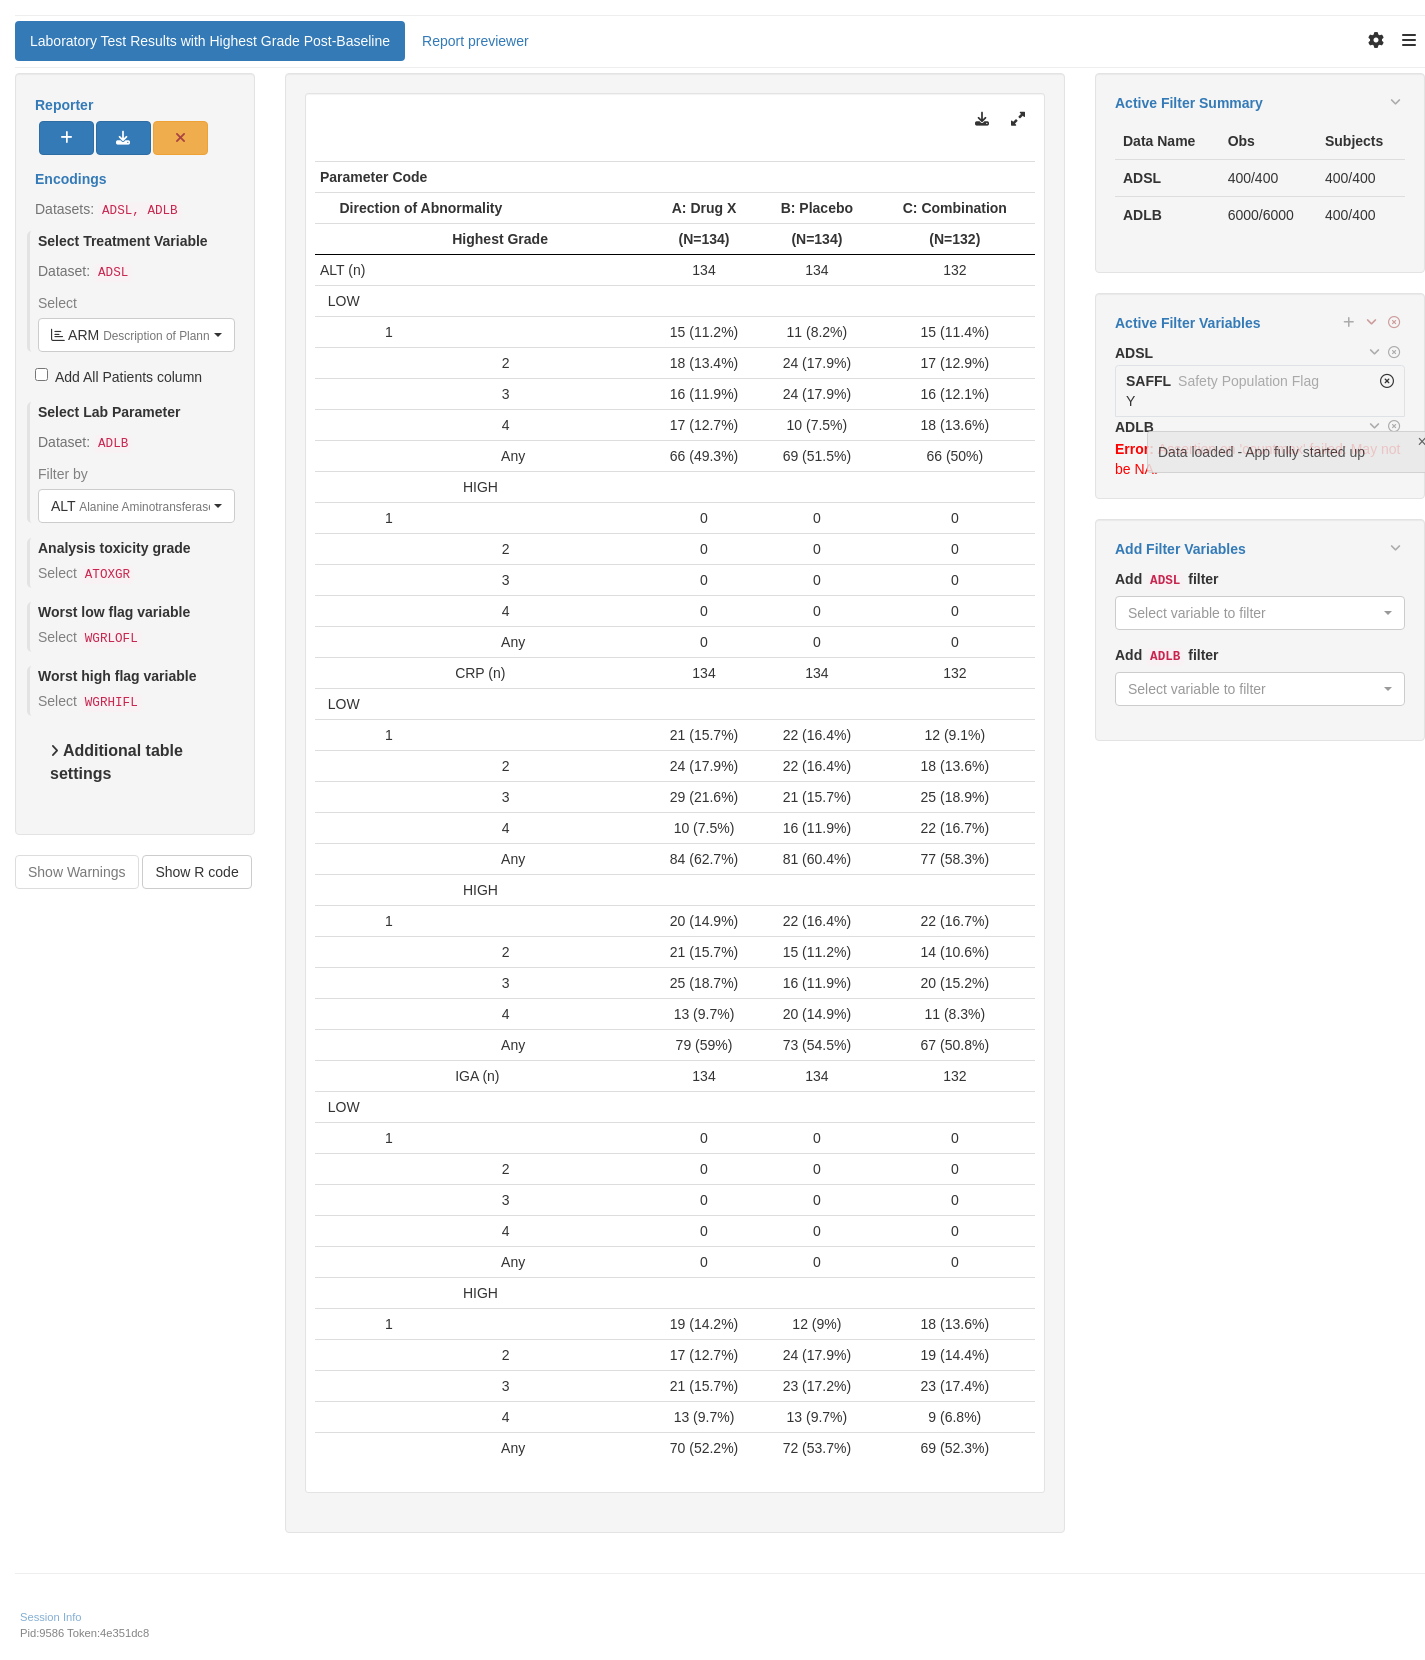 Laboratory Test Results with Highest Grade Post-Baseline Report previewer
Reporter
Encodings
Datasets: ADSL, ADLB
Select Treatment Variable
Dataset: ADSL
Select
ARM Description of Plann
Add All Patients column
Select Lab Parameter
Dataset: ADLB
Filter by
ALT Alanine Aminotransferas
Analysis toxicity grade
Select ATOXGR
Worst low flag variable
Select WGRLOFL
Worst high flag variable
Select WGRHIFL
Additional table
settings
Show Warnings Show R code
Parameter Code
Direction of Abnormality A: Drug X B: Placebo C: Combination
Highest Grade (N=134) (N=134) (N=132)
ALT (n) 134 134 132
LOW
1 15 (11.2%) 11 (8.2%) 15 (11.4%)
2 18 (13.4%) 24 (17.9%) 17 (12.9%)
3 16 (11.9%) 24 (17.9%) 16 (12.1%)
4 17 (12.7%) 10 (7.5%) 18 (13.6%)
Any 66 (49.3%) 69 (51.5%) 66 (50%)
HIGH
1 0 0 0
2 0 0 0
3 0 0 0
4 0 0 0
Any 0 0 0
CRP (n) 134 134 132
LOW
1 21 (15.7%) 22 (16.4%) 12 (9.1%)
2 24 (17.9%) 22 (16.4%) 18 (13.6%)
3 29 (21.6%) 21 (15.7%) 25 (18.9%)
4 10 (7.5%) 16 (11.9%) 22 (16.7%)
Any 84 (62.7%) 81 (60.4%) 77 (58.3%)
HIGH
1 20 (14.9%) 22 (16.4%) 22 (16.7%)
2 21 (15.7%) 15 (11.2%) 14 (10.6%)
3 25 (18.7%) 16 (11.9%) 20 (15.2%)
4 13 (9.7%) 20 (14.9%) 11 (8.3%)
Any 79 (59%) 73 (54.5%) 67 (50.8%)
IGA (n) 134 134 132
LOW
1 0 0 0
2 0 0 0
3 0 0 0
4 0 0 0
Any 0 0 0
HIGH
1 19 (14.2%) 12 (9%) 18 (13.6%)
2 17 (12.7%) 24 (17.9%) 19 (14.4%)
3 21 (15.7%) 23 (17.2%) 23 (17.4%)
4 13 (9.7%) 13 (9.7%) 9 (6.8%)
Any 70 (52.2%) 72 (53.7%) 69 (52.3%)
Active Filter Summary
Data Name Obs Subjects
ADSL 400/400 400/400
ADLB 6000/6000 400/400
Active Filter Variables
ADSL
SAFFL Safety Population Flag
Y
ADLB
Error: failed: May not
be NA.
Data loaded - App fully started up
Add Filter Variables
Add ADSL filter
Select variable to filter
Add ADLB filter
Select variable to filter
Session Info
Pid:9586 Token:4e351dc8